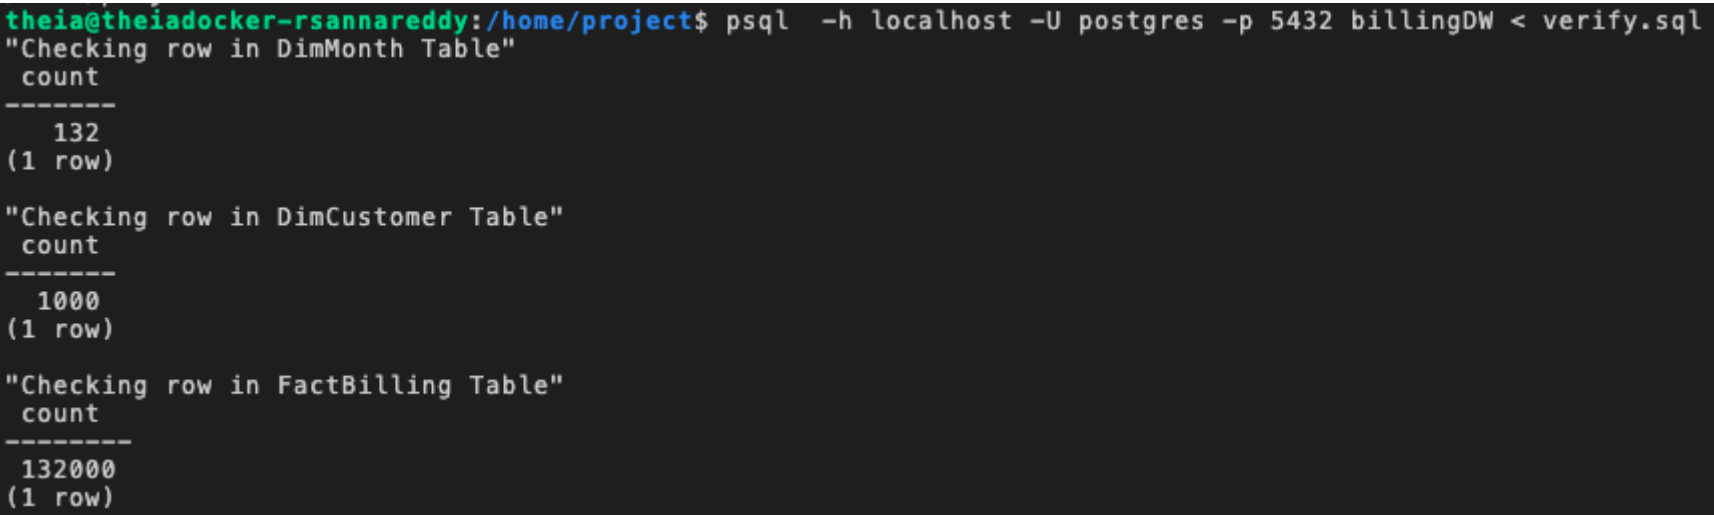 theia@theiadocker-rsannareddy:/home/project$ psql  -h localhost -U postgres -p 5432 billingDW < verify.sql
"Checking row in DimMonth Table"
 count
-------
   132
(1 row)

"Checking row in DimCustomer Table"
 count
-------
  1000
(1 row)

"Checking row in FactBilling Table"
 count
--------
 132000
(1 row)